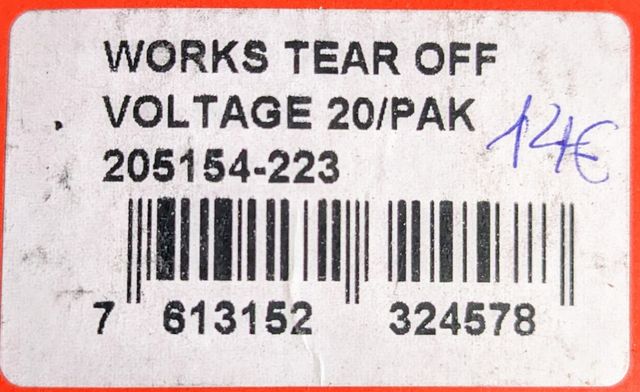 WORKS TEAR OFF
VOLTAGE 20/PAK
14€
205154-223
7 613152 324578